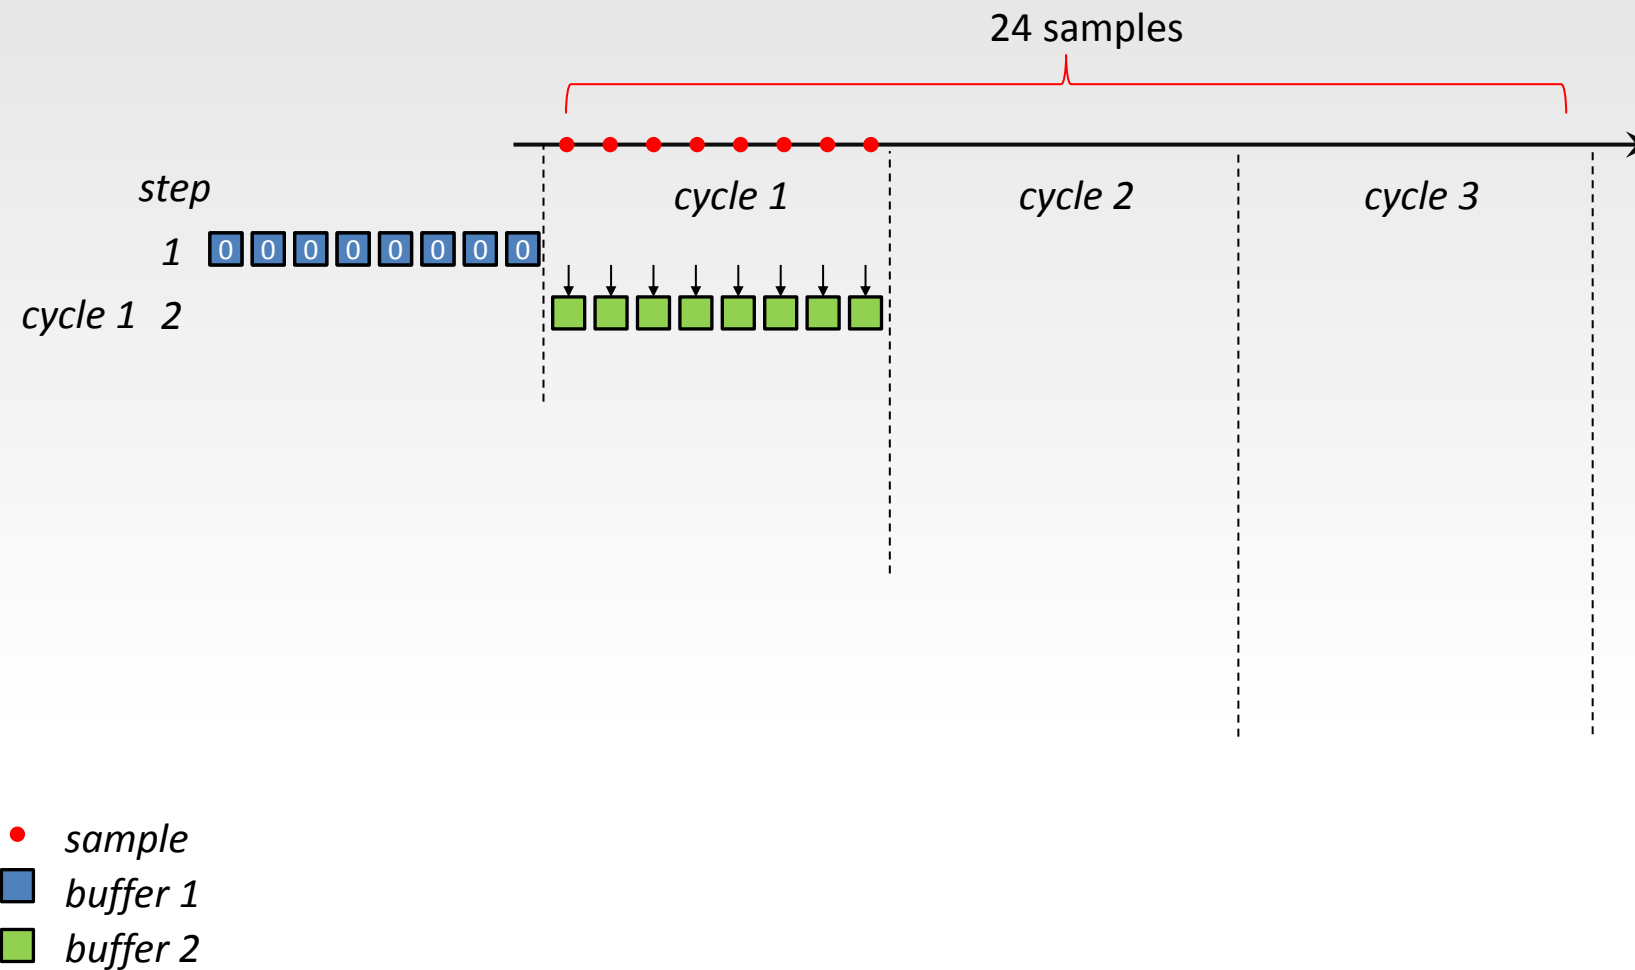 24 samples
step
cycle 1 cycle 2 cycle 3
1 0 0 0 0 0 0 0 0
cycle 1 2
sample
buffer 1
buffer 2